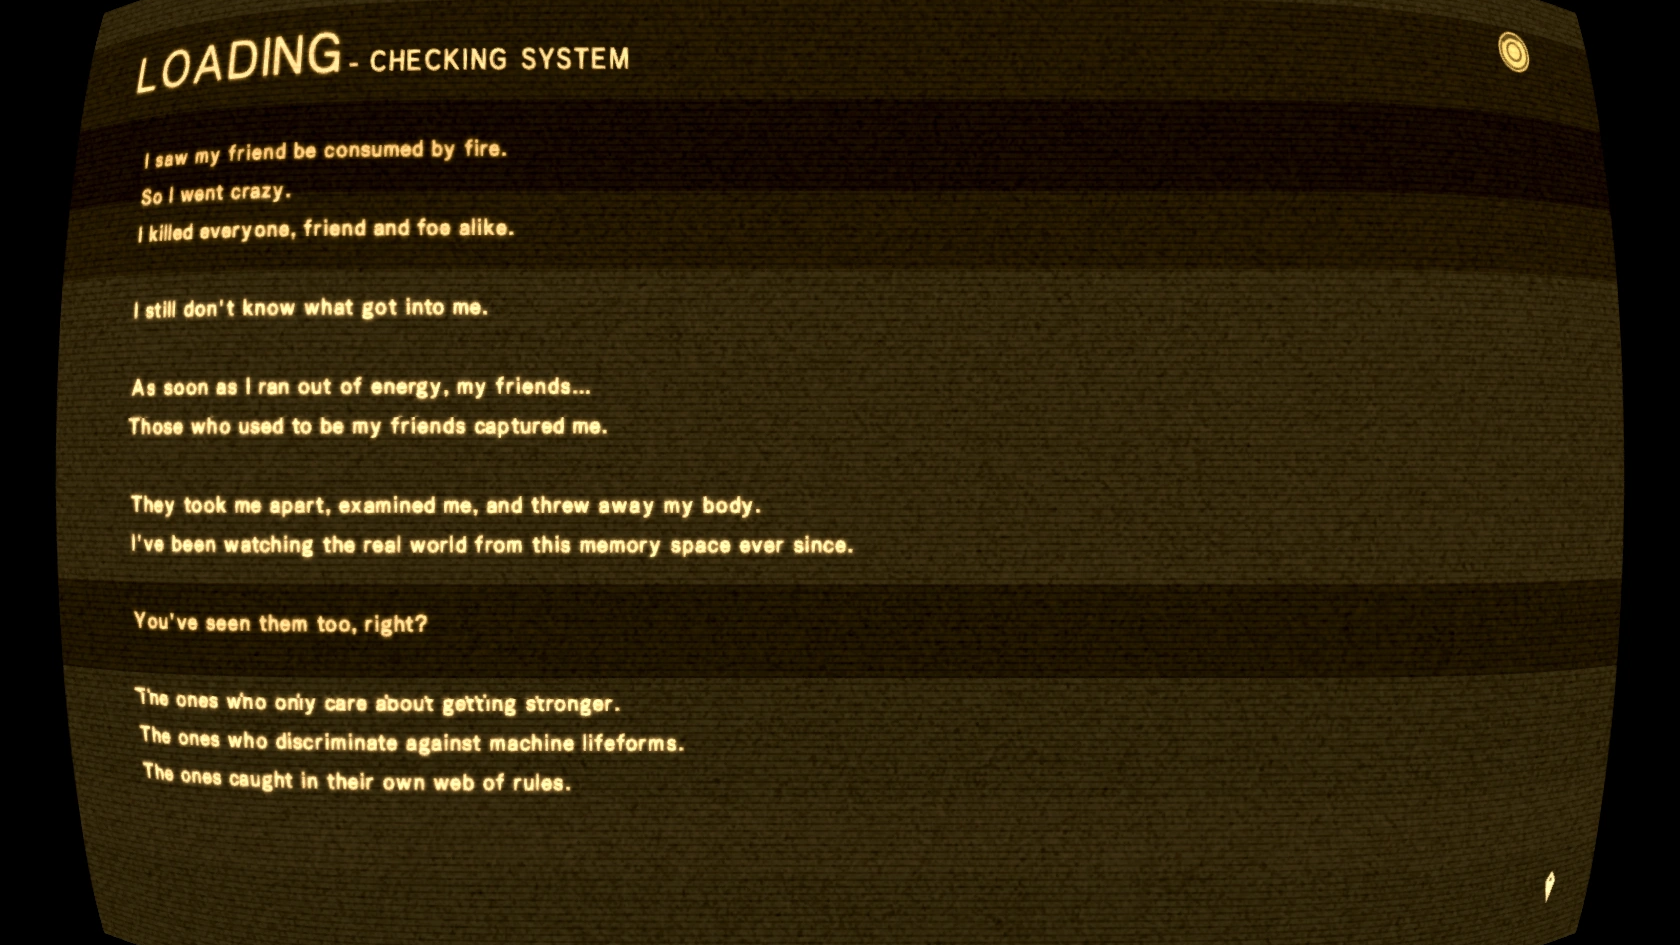 LOADING - CHECKING SYSTEM
I saw my friend be consumed by fire.
So I went crazy.
I killed everyone, friend and foe alike.
I still don't know what got into me.
As soon as I ran out of energy, my friends...
Those who used to be my friends captured me.
They took me apart, examined me, and threw away my body.
I've been watching the real world from this memory space ever since.
You've seen them too, right?
The ones who only care about getting stronger.
The ones who discriminate against machine lifeforms.
The ones caught in their own web of rules.